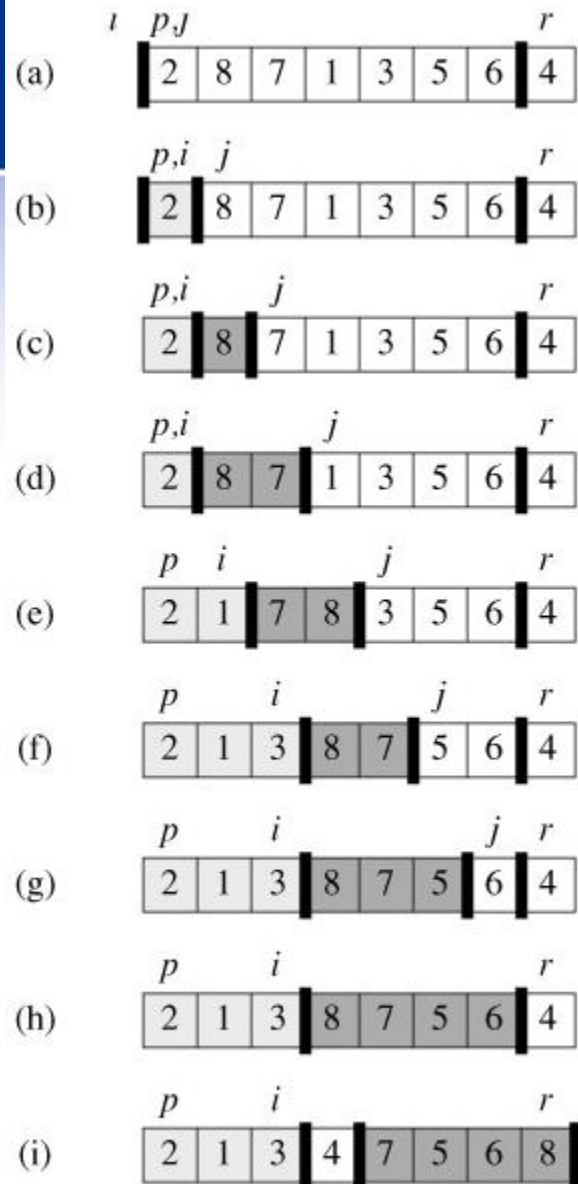 i p,j r
(a) 2 8 7 1 3 5 6 4
p,i j r
(b) 2 8 7 1 3 5 6 4
p,i j r
(c) 2 8 7 1 3 5 6 4
p,i j r
(d) 2 8 7 1 3 5 6 4
p i j r
(e) 2 1 7 8 3 5 6 4
p i j r
(f) 2 1 3 8 7 5 6 4
p i j r
(g) 2 1 3 8 7 5 6 4
p i r
(h) 2 1 3 8 7 5 6 4
p i r
(i) 2 1 3 4 7 5 6 8